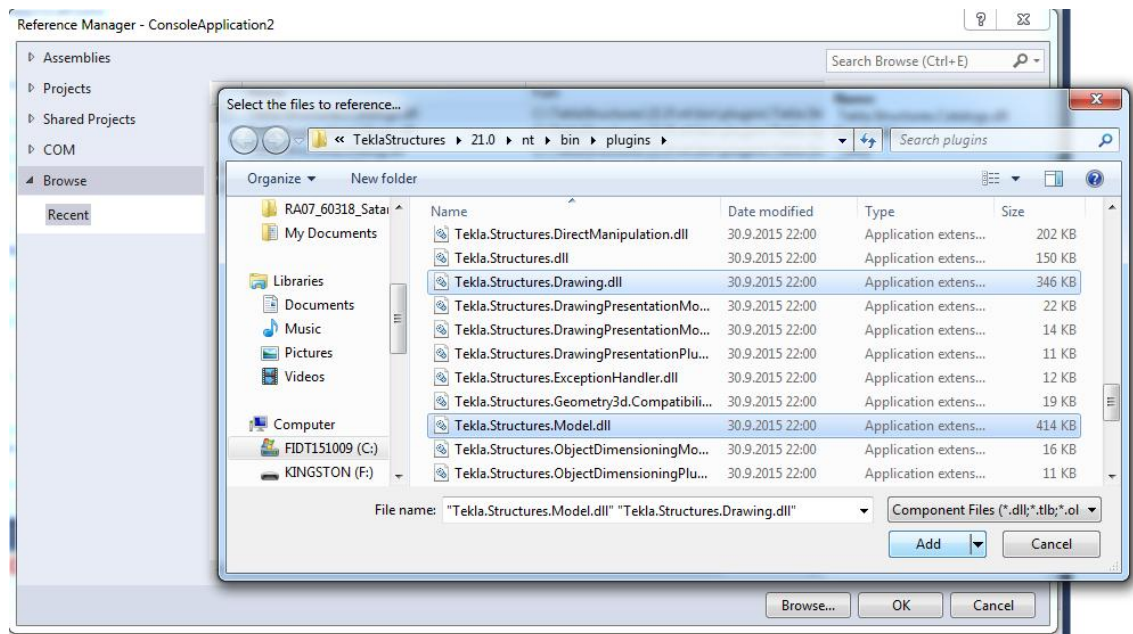 Reference Manager - ConsoleApplication2
Assemblies
Search Browse (Ctrl+E)
Projects
Shared Projects
COM
Browse
Recent
Select the files to reference...
« TeklaStructures ▸ 21.0 ▸ nt ▸ bin ▸ plugins ▸
Search plugins
Organize New folder
RA07_60318_Satar
My Documents
Libraries
Documents
Music
Pictures
Videos
Computer
FIDT151009 (C:)
KINGSTON (F:)
Name Date modified Type Size
Tekla.Structures.DirectManipulation.dll 30.9.2015 22:00 Application extens... 202 KB
Tekla.Structures.dll 30.9.2015 22:00 Application extens... 150 KB
Tekla.Structures.Drawing.dll 30.9.2015 22:00 Application extens... 346 KB
Tekla.Structures.DrawingPresentationMo... 30.9.2015 22:00 Application extens... 22 KB
Tekla.Structures.DrawingPresentationMo... 30.9.2015 22:00 Application extens... 14 KB
Tekla.Structures.DrawingPresentationPlu... 30.9.2015 22:00 Application extens... 11 KB
Tekla.Structures.ExceptionHandler.dll 30.9.2015 22:00 Application extens... 12 KB
Tekla.Structures.Geometry3d.Compatibili... 30.9.2015 22:00 Application extens... 19 KB
Tekla.Structures.Model.dll 30.9.2015 22:00 Application extens... 414 KB
Tekla.Structures.ObjectDimensioningMo... 30.9.2015 22:00 Application extens... 16 KB
Tekla.Structures.ObjectDimensioningPlu... 30.9.2015 22:00 Application extens... 11 KB
File name: "Tekla.Structures.Model.dll" "Tekla.Structures.Drawing.dll"
Component Files (*.dll;*.tlb;*.ol
Add Cancel
Browse... OK Cancel